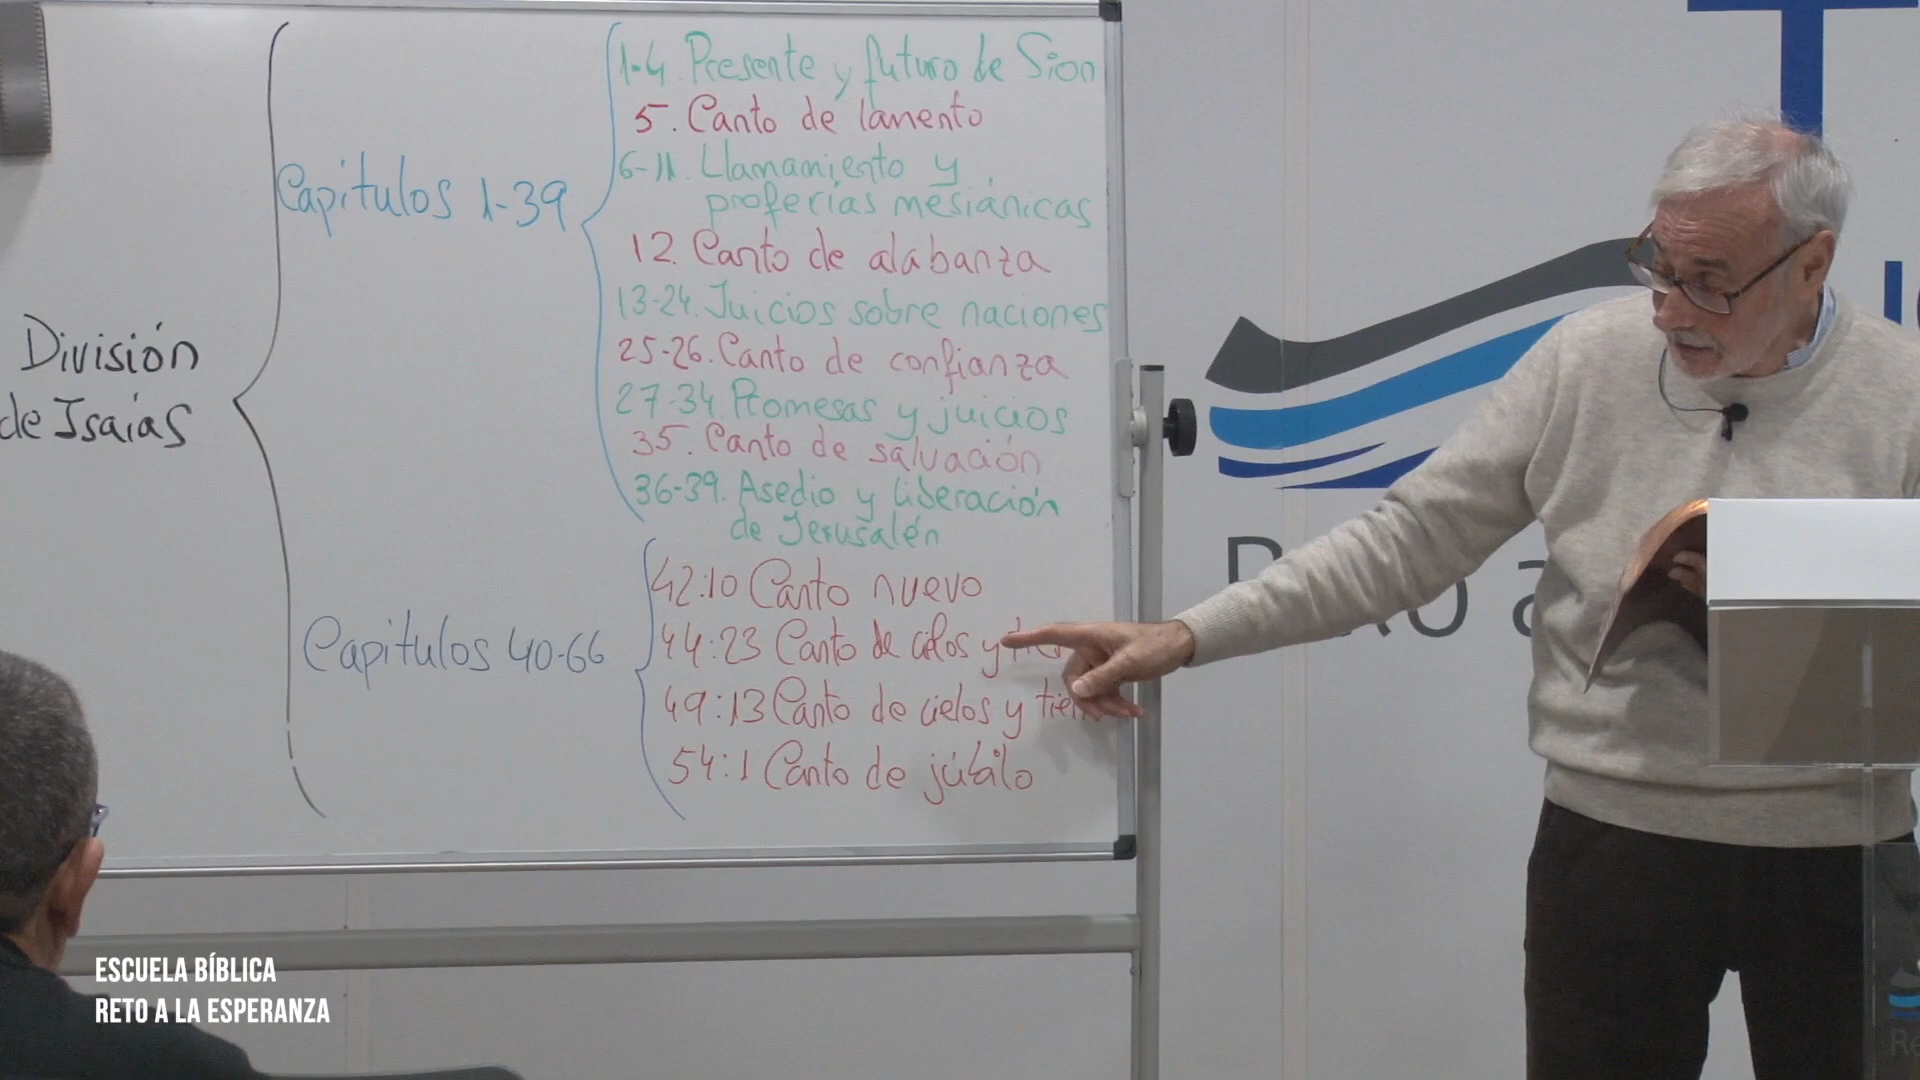 División
de Isaías
Capitulos 1-39
1-4. Presente y futuro de Sion
5. Canto de lamento
6-11. Llamamiento y
profecías mesiánicas
12. Canto de alabanza
13-24. Juicios sobre naciones
25-26. Canto de confianza
27-34. Promesas y juicios
35. Canto de salvación
36-39. Asedio y liberación
de Jerusalén
Capitulos 40-66
42:10 Canto nuevo
44:23 Canto de cielos y
49:13 Canto de cielos y
54:1 Canto de júbilo
ESCUELA BÍBLICA
RETO A LA ESPERANZA